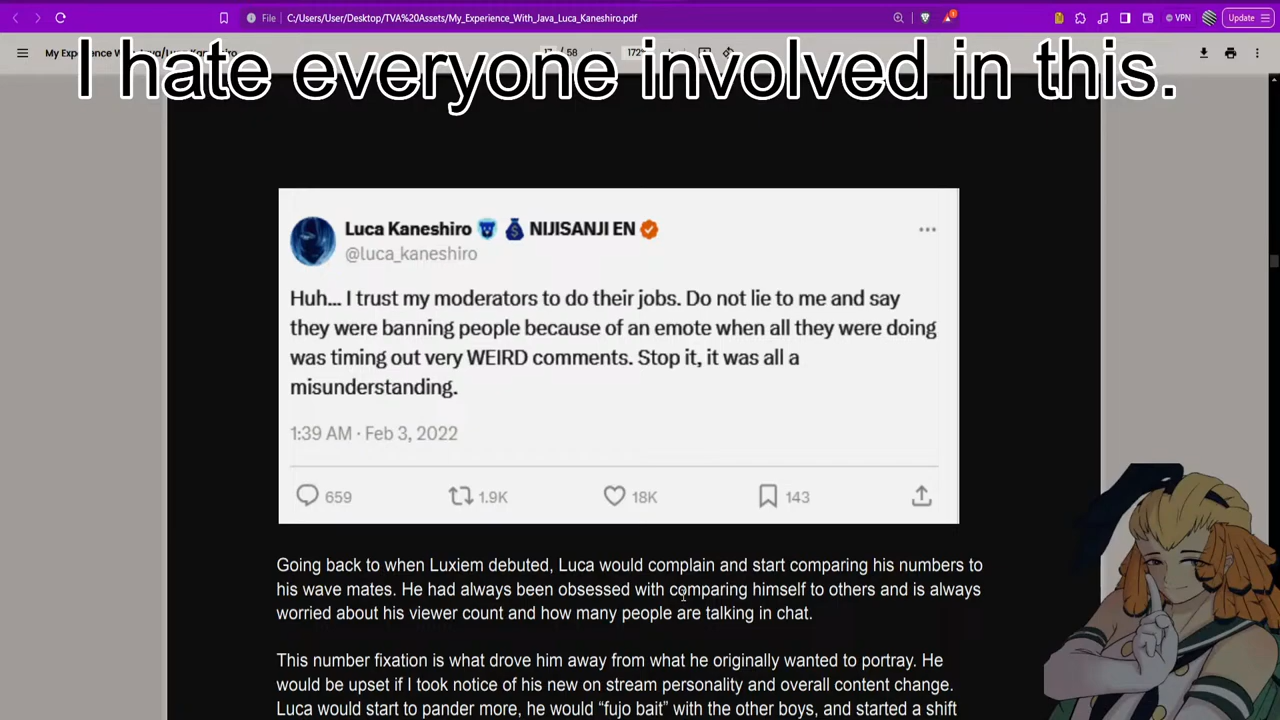 File
C:/Users/User/Desktop/TVA%20Assets/My_Experience_With_Java_Luca_Kaneshiro.pdf
VPN
Update
I hate everyone involved in this.
58
172%
Luca Kaneshiro NIJISANJI EN
@luca_kaneshiro
Huh... I trust my moderators to do their jobs. Do not lie to me and say
they were banning people because of an emote when all they were doing
was timing out very WEIRD comments. Stop it, it was all a
misunderstanding.
1:39 AM · Feb 3, 2022
659
1.9K
18K
143
Going back to when Luxiem debuted, Luca would complain and start comparing his numbers to
his wave mates. He had always been obsessed with comparing himself to others and is always
worried about his viewer count and how many people are talking in chat.
This number fixation is what drove him away from what he originally wanted to portray. He
would be upset if I took notice of his new on stream personality and overall content change.
Luca would start to pander more, he would “fujo bait” with the other boys, and started a shift